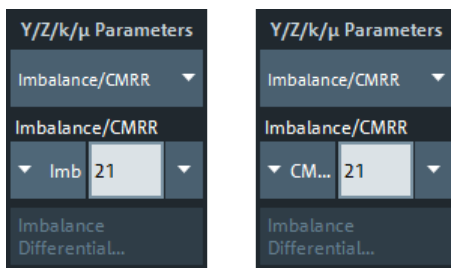 Y/Z/k/µ Parameters
Imbalance/CMRR
Imbalance/CMRR
Imb 21
Imbalance
Differential...
Y/Z/k/µ Parameters
Imbalance/CMRR
Imbalance/CMRR
CM... 21
Imbalance
Differential...